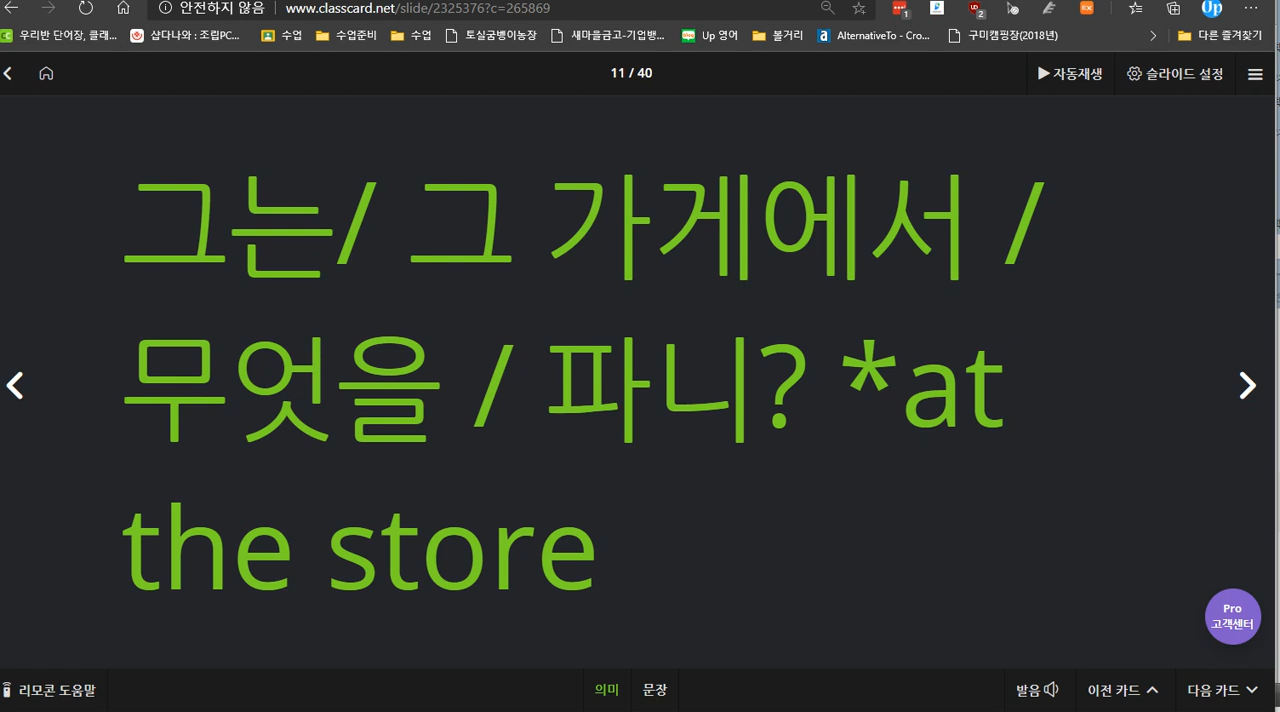 안전하지 않음 www.classcard.net/slide/2325376?c=265869
우리반 단어장, 클래... 샵다나와 : 조립PC... 수업 수업준비 수업 토실굼벵이농장 새마을금고-기업뱅... Up 영어 볼거리 AlternativeTo - Cro... 구미캠핑장(2018년) 다른 즐겨찾기
11 / 40 자동재생 슬라이드 설정
그는/ 그 가게에서 /
무엇을 / 파니? *at
the store
Pro
고객센터
리모콘 도움말 의미 문장 발음 이전 카드 다음 카드